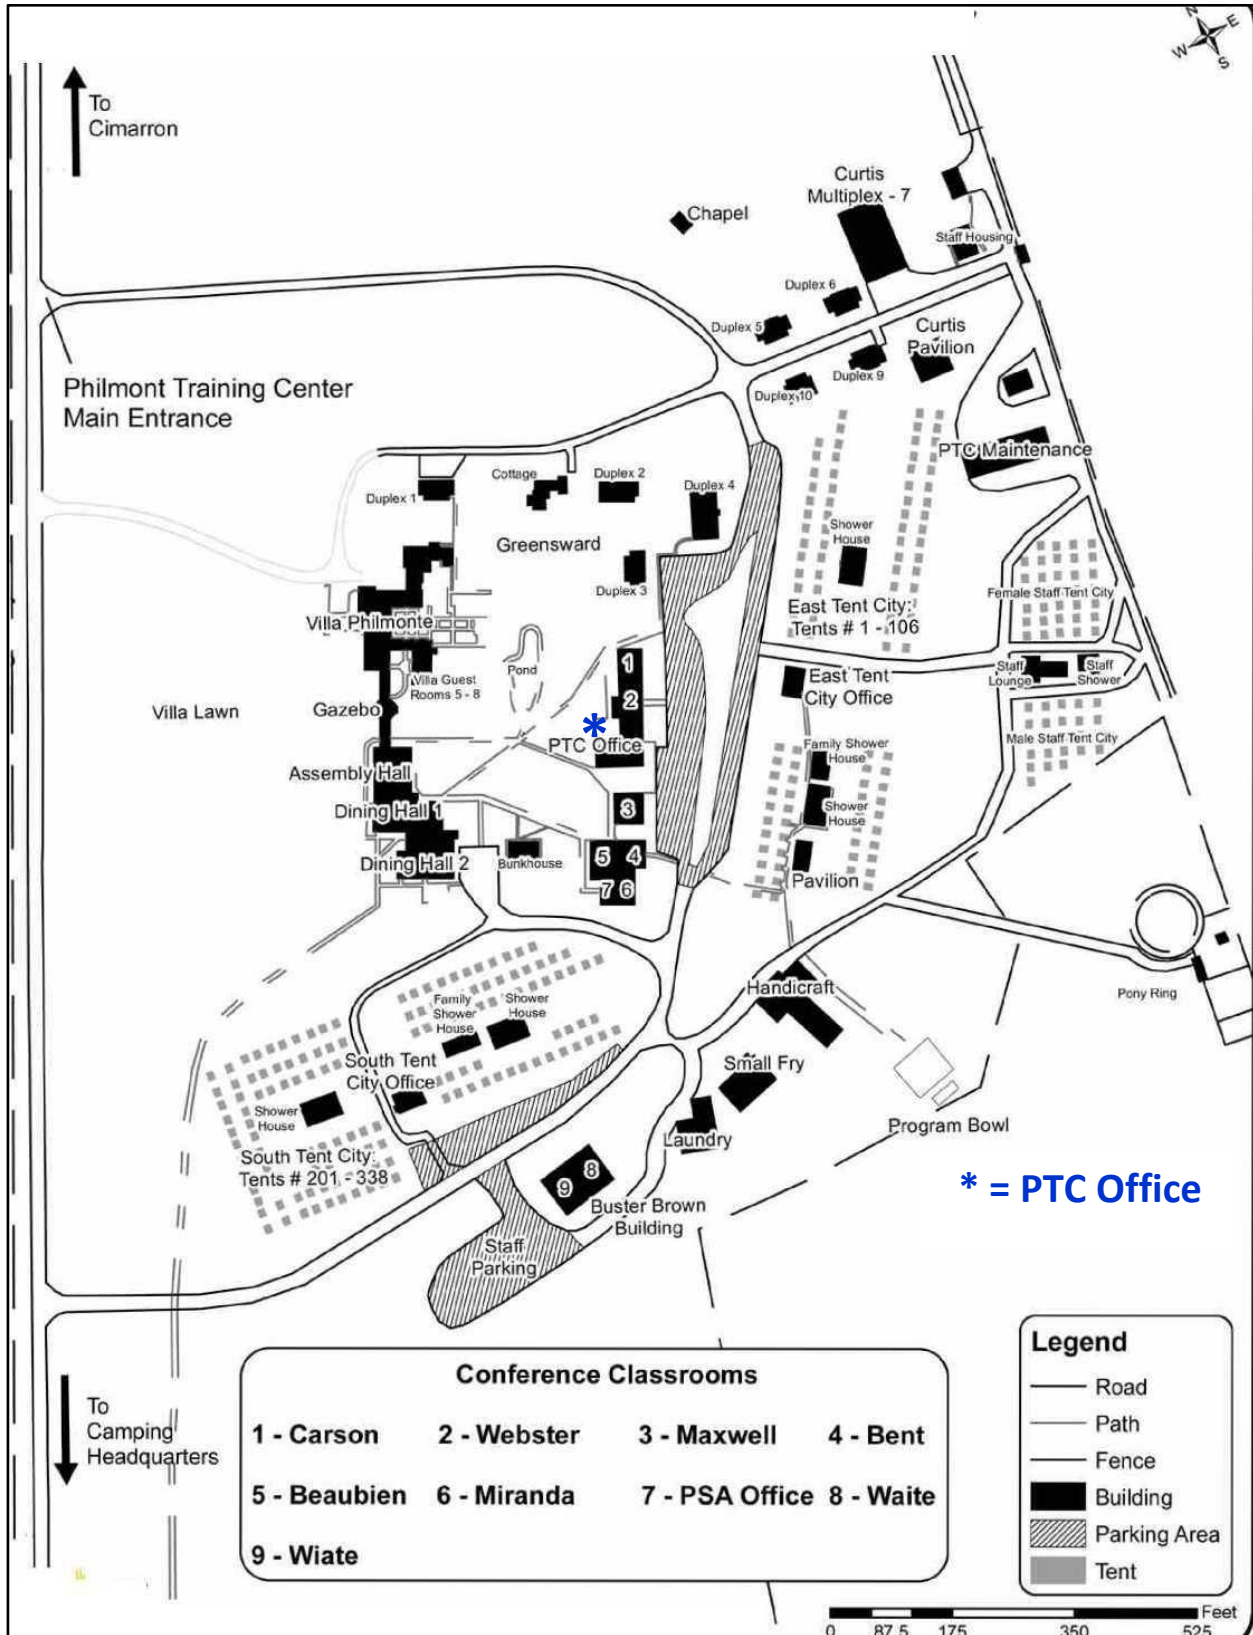 N
E
W
S
To
Cimarron
Curtis
Multiplex - 7
Chapel
Staff Housing
Duplex 6
Duplex 5
Curtis
Pavilion
Duplex 9
Duplex 10
Philmont Training Center
Main Entrance
PTC Maintenance
Cottage
Duplex 2
Duplex 1
Duplex 4
Shower
House
Greensward
Duplex 3
Female Staff Tent City
East Tent City:
Tents # 1 - 106
Villa Philmonte
1
Pond
Villa Guest
Rooms 5 - 8
Staff
Lounge
Staff
Shower
East Tent
City Office
2
Villa Lawn
Gazebo
*
PTC Office
Male Staff Tent City
Family Shower
House
Assembly Hall
Dining Hall 1
3
Shower
House
Dining Hall 2
Bunkhouse
5
4
7
6
Pavilion
Handicraft
Pony Ring
Family
Shower
House
Shower
House
South Tent
City Office
Small Fry
Shower
House
Laundry
Program Bowl
South Tent City:
Tents # 201 - 338
8
9
* = PTC Office
Buster Brown
Building
Staff
Parking
To
Camping
Headquarters
Conference Classrooms
1 - Carson 2 - Webster 3 - Maxwell 4 - Bent
5 - Beaubien 6 - Miranda 7 - PSA Office 8 - Waite
9 - Wiate
Legend
Road
Path
Fence
Building
Parking Area
Tent
Feet
0 87.5 175 350 525